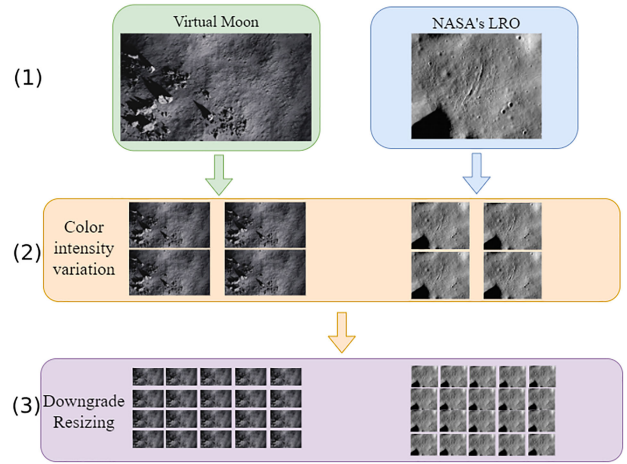 Virtual Moon
NASA's LRO
(1)
Color
intensity
variation
(2)
Downgrade
Resizing
(3)